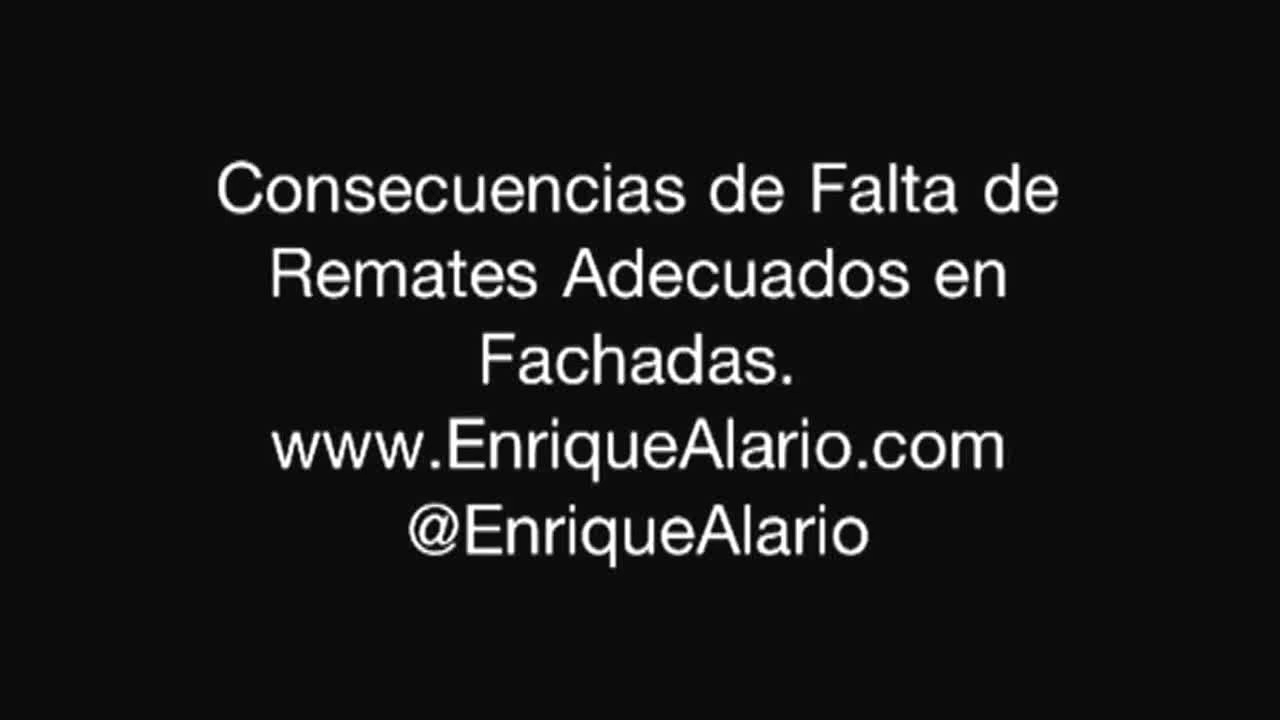 Consecuencias de Falta de
Remates Adecuados en
Fachadas.
www.EnriqueAlario.com
@EnriqueAlario